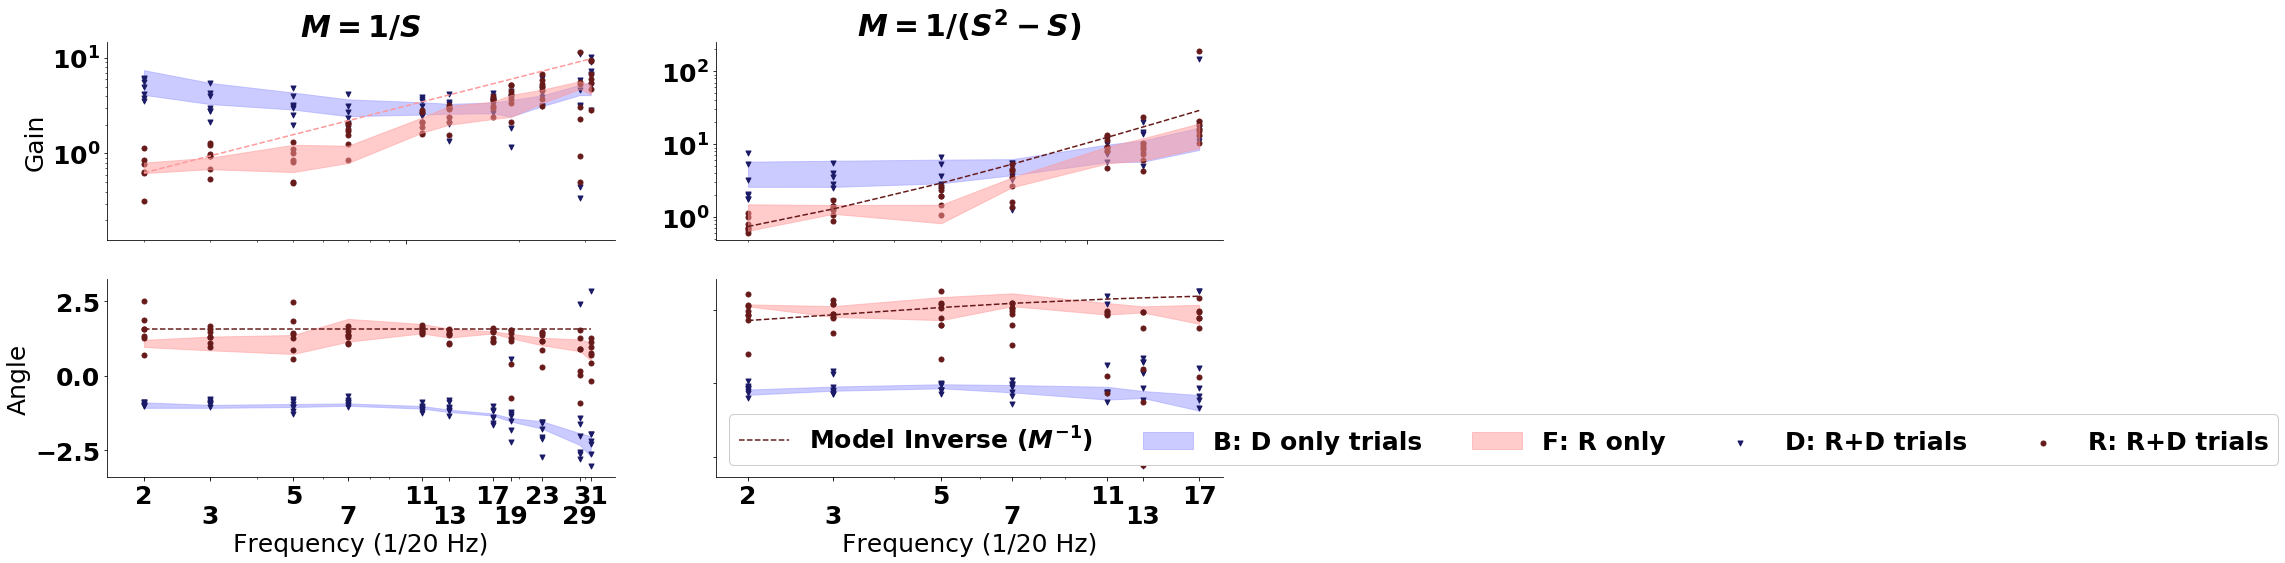 M = 1/S
M = 1/(S² − S)
Gain
10¹
10⁰
10²
10¹
10⁰
Angle
2.5
0.0
−2.5
Model Inverse (M⁻¹)
B: D only trials
F: R only
D: R+D trials
R: R+D trials
2 5 11 17 23 31
3 7 13 19 29
2 5 11 17
3 7 13
Frequency (1/20 Hz)
Frequency (1/20 Hz)